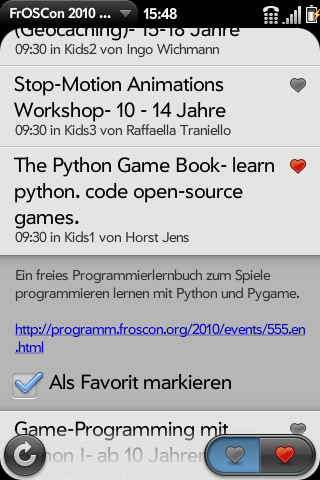 FrOSCon 2010 ... 15:48
(Geocaching)- 15-18 Jahre
09:30 in Kids2 von Ingo Wichmann
Stop-Motion Animations
Workshop- 10 - 14 Jahre
09:30 in Kids3 von Raffaella Traniello
The Python Game Book- learn
python. code open-source
games.
09:30 in Kids1 von Horst Jens
Ein freies Programmierlernbuch zum Spiele
programmieren lernen mit Python und Pygame.
http://programm.froscon.org/2010/events/555.en
.html
Als Favorit markieren
Game-Programming mit
Python I- ab 10 Jahren